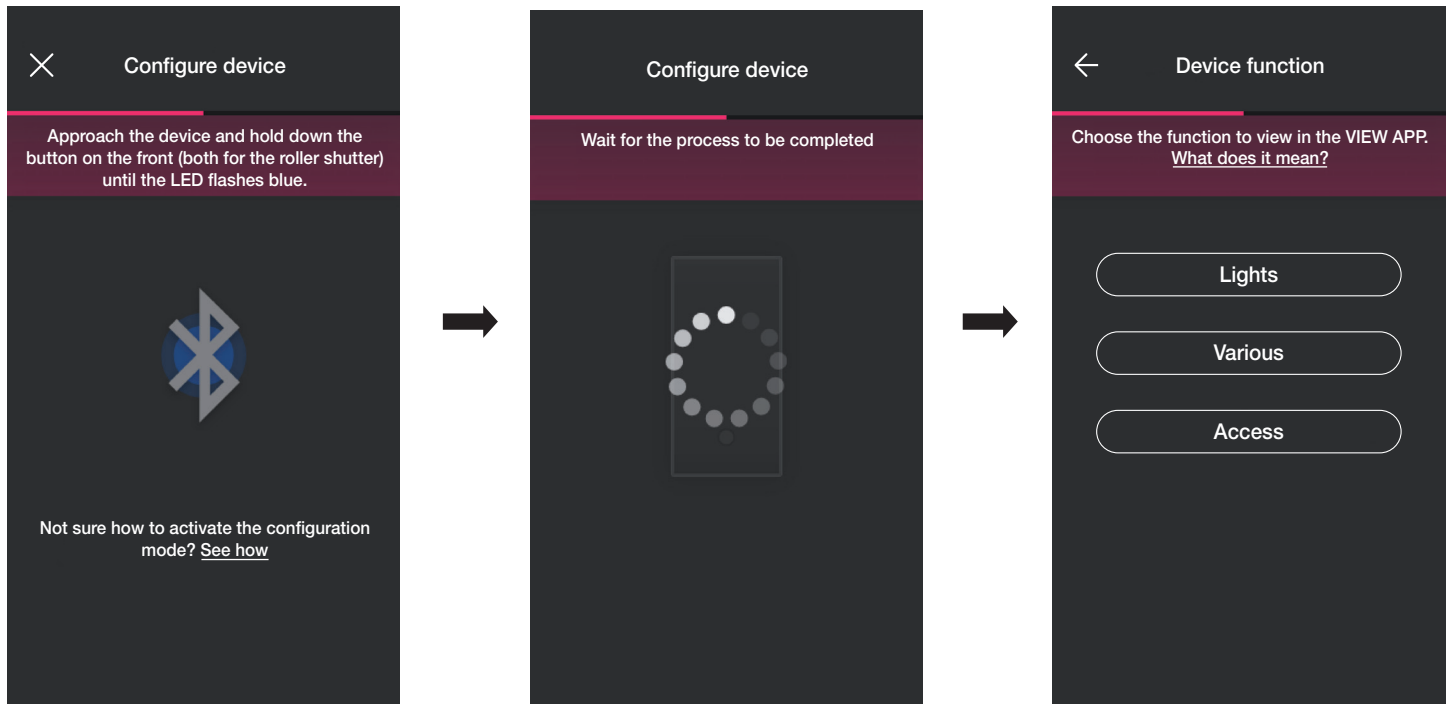 Configure device
Approach the device and hold down the
button on the front (both for the roller shutter)
until the LED flashes blue.
Not sure how to activate the configuration
mode? See how
Configure device
Wait for the process to be completed
Device function
Choose the function to view in the VIEW APP.
What does it mean?
Lights
Various
Access